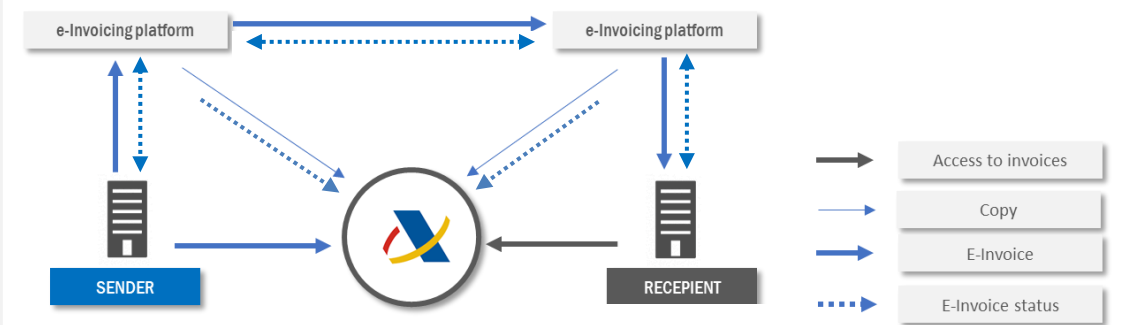 e-Invoicing platform
e-Invoicing platform
Access to invoices
Copy
E-Invoice
SENDER
RECEPIENT
E-Invoice status